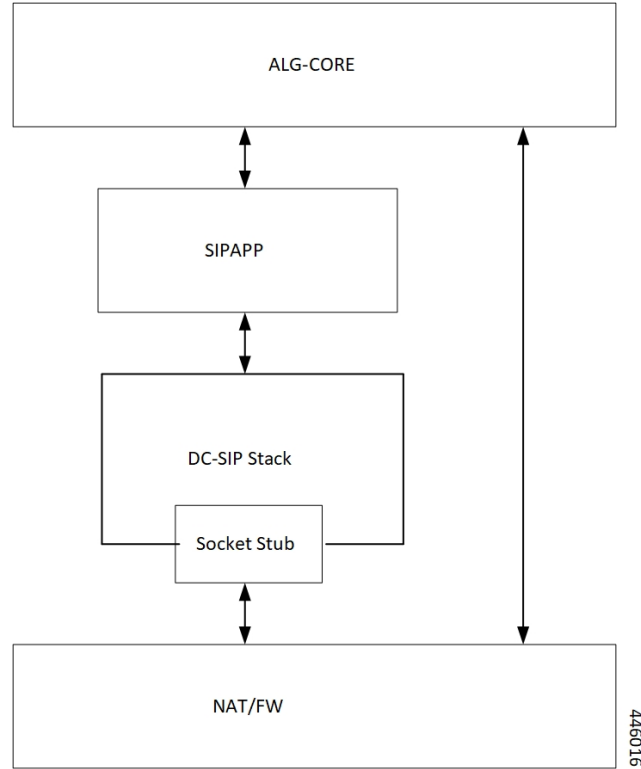 ALG-CORE
SIPAPP
DC-SIP Stack
Socket Stub
NAT/FW
446016